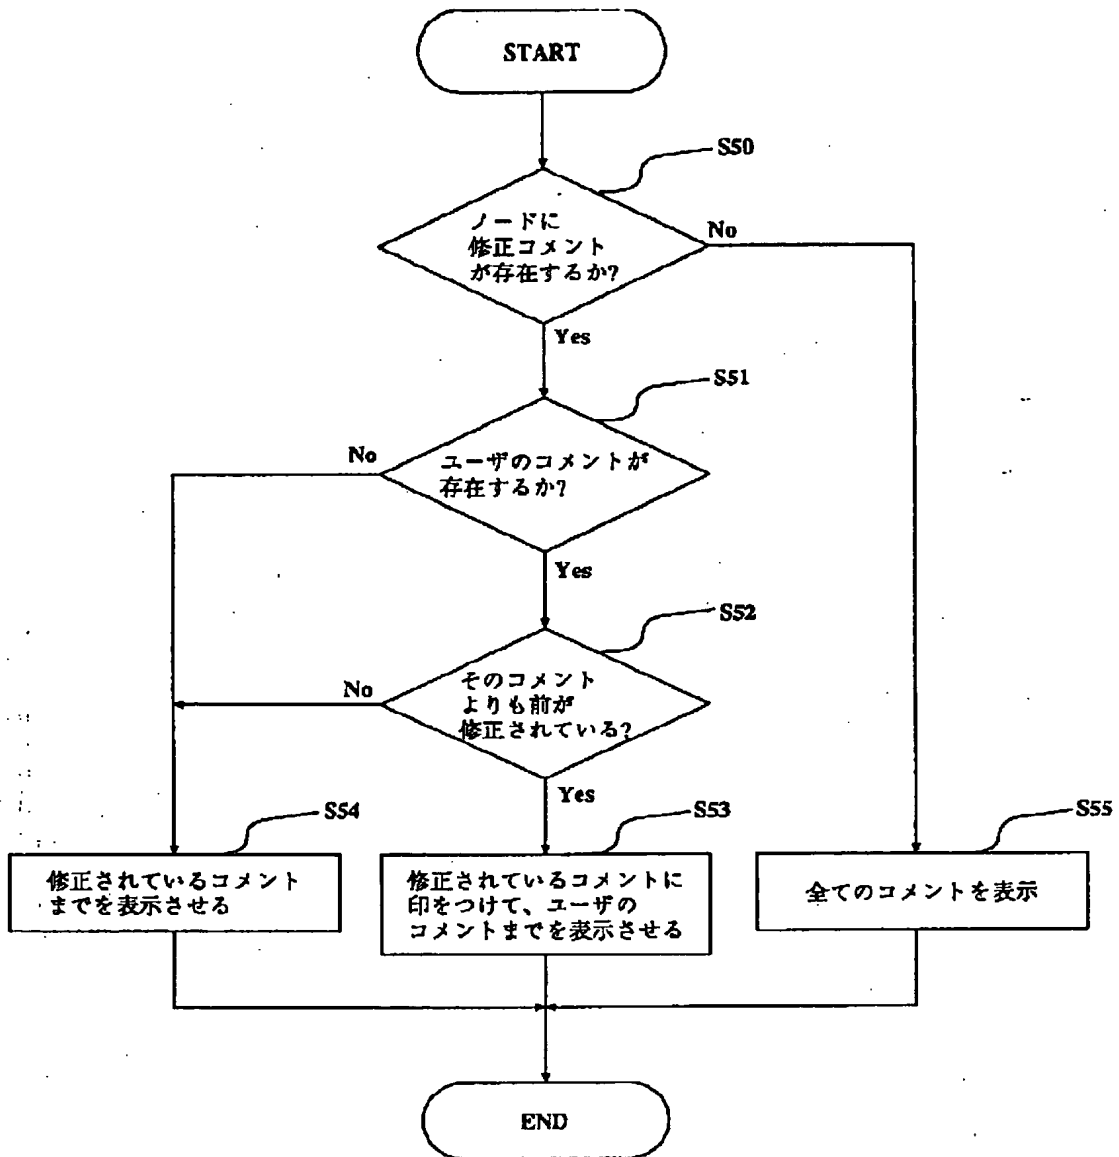 START
S50
ノードに
修正コメント
が存在するか?
No
Yes
S51
No
ユーザのコメントが
存在するか?
Yes
S52
No
そのコメント
よりも前が
修正されている?
Yes
S54
S53
S55
修正されているコメント
までを表示させる
修正されているコメントに
印をつけて、ユーザの
コメントまでを表示させる
全てのコメントを表示
END